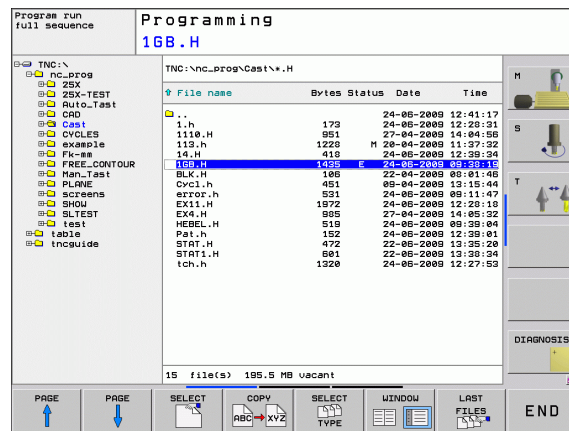 Program run
full sequence
Programming
1GB.H
TNC:\
nc_prog
25X
25X-TEST
Auto_Tast
CAD
Cast
CYCLES
example
Fk-mm
FREE_CONTOUR
Man_Tast
PLANE
screens
SHOW
SLTEST
test
table
tncguide
TNC:\nc_prog\Cast\*.H
File name Bytes Status Date Time
.. 24-06-2009 12:41:17
1.h 173 24-06-2009 12:28:31
1110.H 951 27-04-2009 14:04:56
113.h 1228 M 20-04-2009 11:37:32
14.H 418 24-06-2009 12:39:34
1GB.H 1435 E 24-06-2009 09:38:19
BLK.H 106 22-04-2009 08:01:46
Cycl.h 451 09-04-2009 13:15:44
error.h 531 24-06-2009 09:11:47
EX11.H 1972 24-06-2009 12:28:18
EX4.H 985 27-04-2009 14:05:32
HEBEL.H 519 24-06-2009 09:39:04
Pat.h 152 24-06-2009 12:39:01
STAT.H 472 22-06-2009 13:35:20
STAT1.H 601 22-06-2009 13:38:34
tch.h 1320 24-06-2009 12:27:53
15 file(s) 195.5 MB vacant
M
S
T
DIAGNOSIS
PAGE
PAGE
SELECT
COPY
ABC XYZ
SELECT
TYPE
WINDOW
LAST
FILES
END